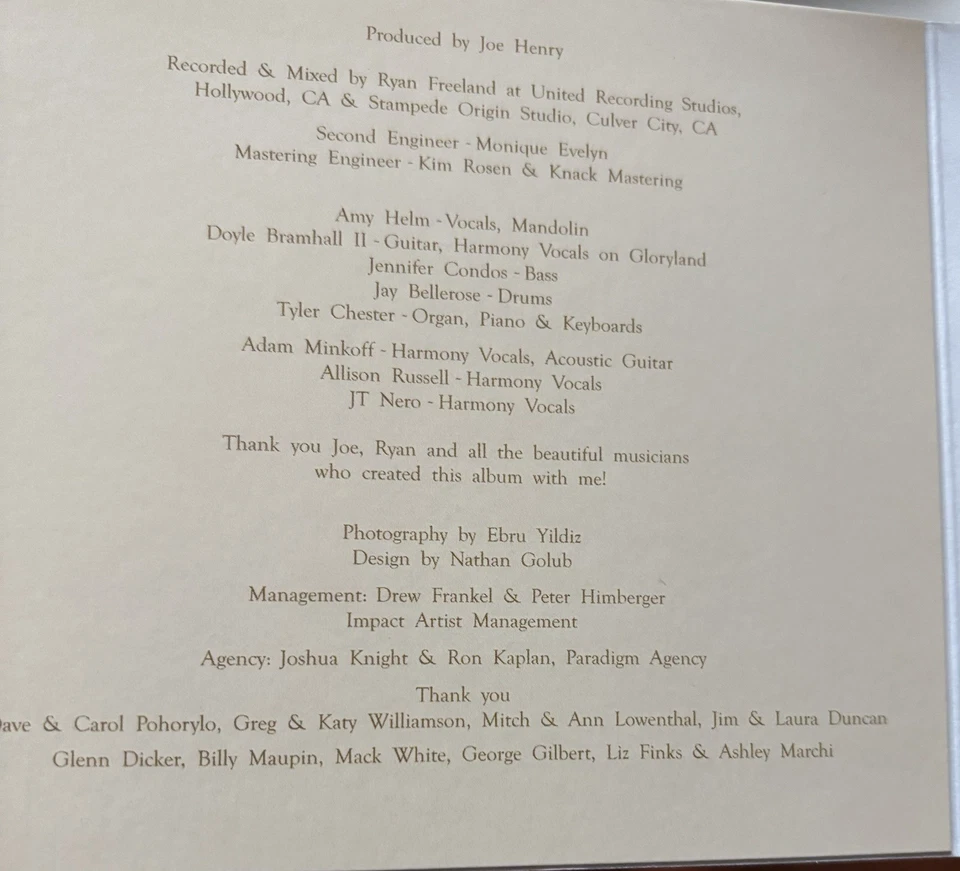 Produced by Joe Henry
Recorded & Mixed by Ryan Freeland at United Recording Studios,
Hollywood, CA & Stampede Origin Studio, Culver City, CA
Second Engineer - Monique Evelyn
Mastering Engineer - Kim Rosen & Knack Mastering
Amy Helm - Vocals, Mandolin
Doyle Bramhall II - Guitar, Harmony Vocals on Gloryland
Jennifer Condos - Bass
Jay Bellerose - Drums
Tyler Chester - Organ, Piano & Keyboards
Adam Minkoff - Harmony Vocals, Acoustic Guitar
Allison Russell - Harmony Vocals
JT Nero - Harmony Vocals
Thank you Joe, Ryan and all the beautiful musicians
who created this album with me!
Photography by Ebru Yildiz
Design by Nathan Golub
Management: Drew Frankel & Peter Himberger
Impact Artist Management
Agency: Joshua Knight & Ron Kaplan, Paradigm Agency
Thank you
& Carol Pohorylo, Greg & Katy Williamson, Mitch & Ann Lowenthal, Jim & Laura Duncan
Glenn Dicker, Billy Maupin, Mack White, George Gilbert, Liz Finks & Ashley Marchi